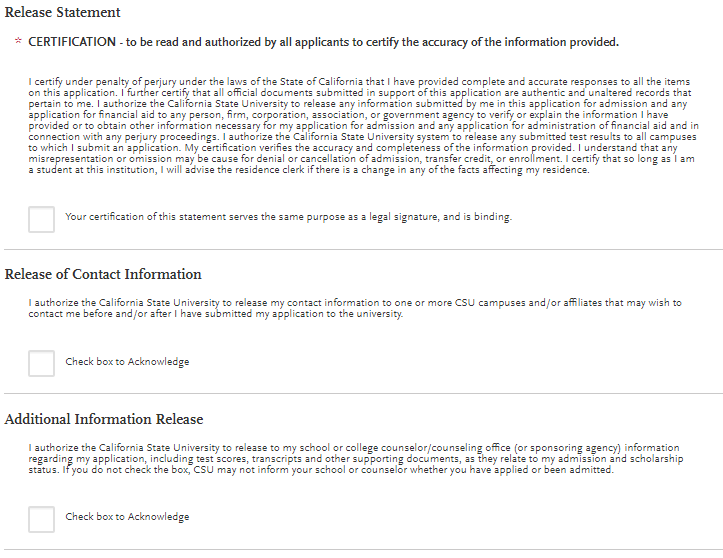 Release Statement
* CERTIFICATION - to be read and authorized by all applicants to certify the accuracy of the information provided.
I certify under penalty of perjury under the laws of the State of California that I have provided complete and accurate responses to all the items
on this application. I further certify that all official documents submitted in support of this application are authentic and unaltered records that
pertain to me. I authorize the California State University to release any information submitted by me in this application for admission and any
application for financial aid to any person, firm, corporation, association, or government agency to verify or explain the information I have
provided or to obtain other information necessary for my application for admission and any application for administration of financial aid and in
connection with any perjury proceedings. I authorize the California State University system to release any submitted test results to all campuses
to which I submit an application. My certification verifies the accuracy and completeness of the information provided. I understand that any
misrepresentation or omission may be cause for denial or cancellation of admission, transfer credit, or enrollment. I certify that so long as I am
a student at this institution, I will advise the residence clerk if there is a change in any of the facts affecting my residence.
Your certification of this statement serves the same purpose as a legal signature, and is binding.
Release of Contact Information
I authorize the California State University to release my contact information to one or more CSU campuses and/or affiliates that may wish to
contact me before and/or after I have submitted my application to the university.
Check box to Acknowledge
Additional Information Release
I authorize the California State University to release to my school or college counselor/counseling office (or sponsoring agency) information
regarding my application, including test scores, transcripts and other supporting documents, as they relate to my admission and scholarship
status. If you do not check the box, CSU may not inform your school or counselor whether you have applied or been admitted.
Check box to Acknowledge